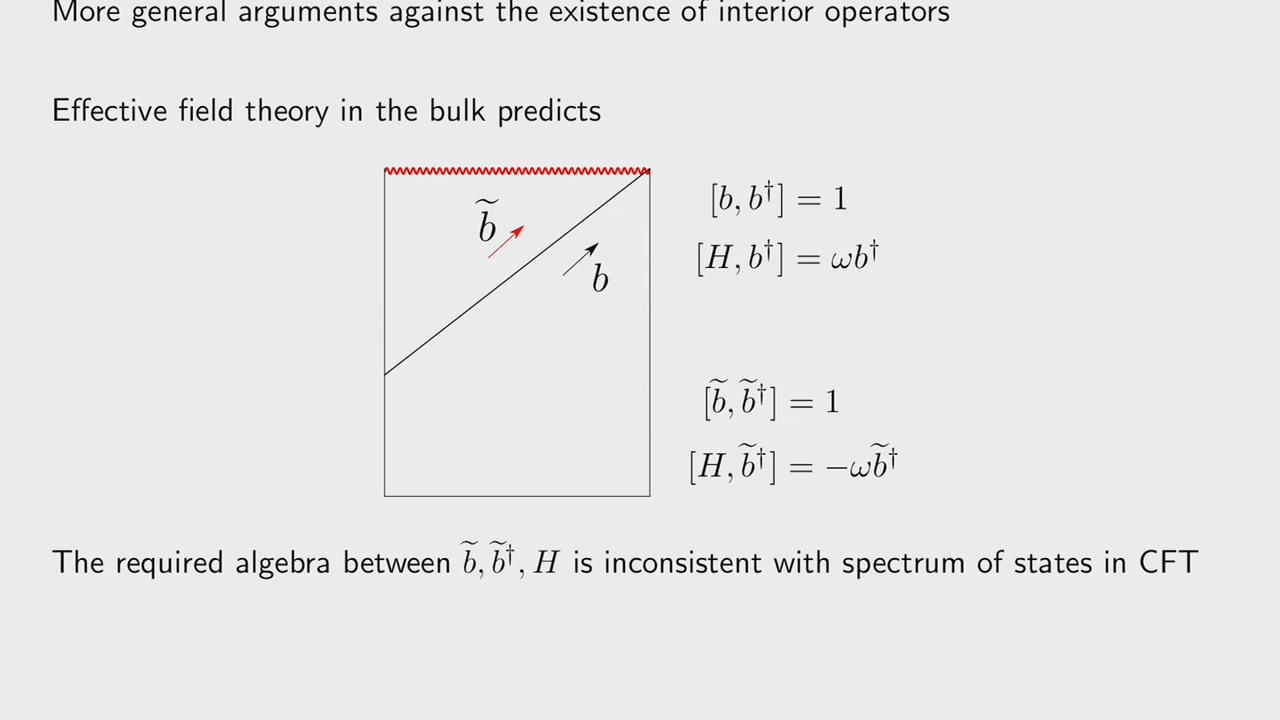 More general arguments against the existence of interior operators
Effective field theory in the bulk predicts
b̃
b
[b, b†] = 1
[H, b†] = ωb†
[b̃, b̃†] = 1
[H, b̃†] = −ωb̃†
The required algebra between b̃, b̃†, H is inconsistent with spectrum of states in CFT